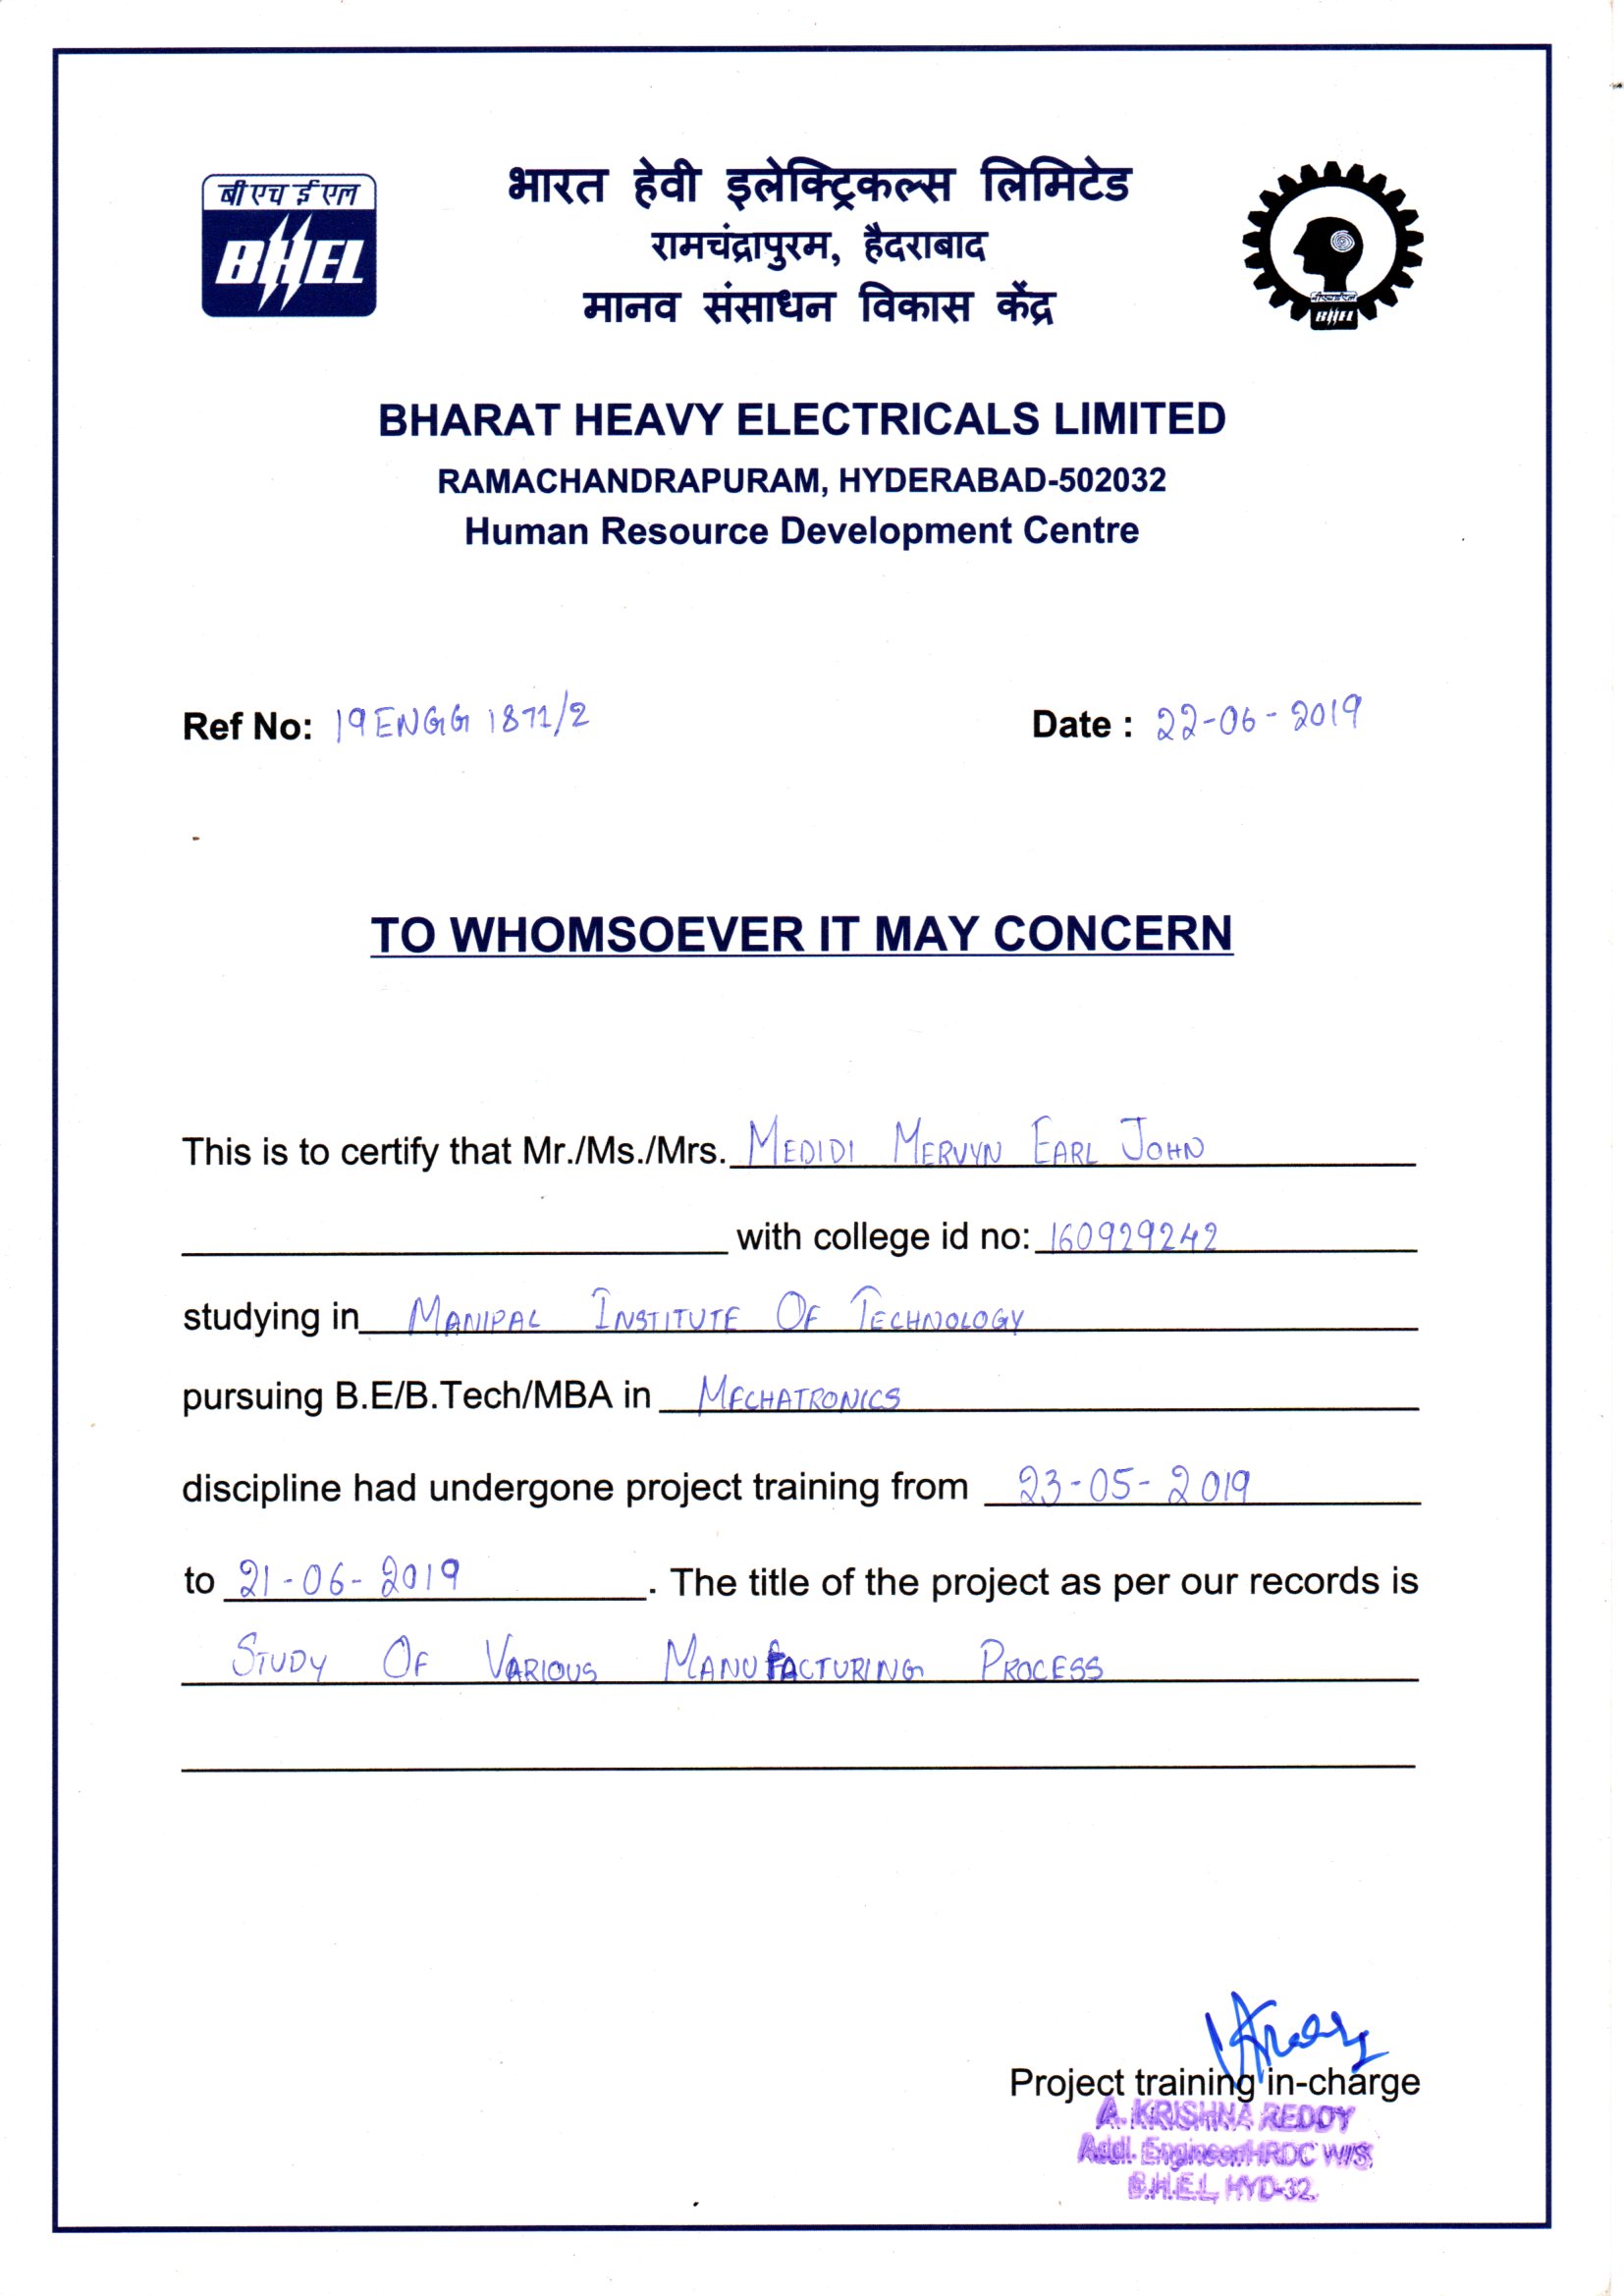 बी एच ई एल
BHEL
भारत हेवी इलेक्ट्रिकल्स लिमिटेड
रामचंद्रापुरम, हैदराबाद
मानव संसाधन विकास केंद्र
BHEL
BHARAT HEAVY ELECTRICALS LIMITED
RAMACHANDRAPURAM, HYDERABAD-502032
Human Resource Development Centre
Ref No: 19ENGG 1871/2 Date : 22-06-2019
TO WHOMSOEVER IT MAY CONCERN
This is to certify that Mr./Ms./Mrs. MEDIDI MERVYN EARL JOHN
with college id no: 160929242
studying in MANIPAL INSTITUTE OF TECHNOLOGY
pursuing B.E/B.Tech/MBA in MECHATRONICS
discipline had undergone project training from 23-05-2019
to 21-06-2019. The title of the project as per our records is
STUDY OF VARIOUS MANUFACTURING PROCESS
Project training in-charge
A. KRISHNA REDDY
Addl. Engineer/HRDC W/S
B.H.E.L, HYD-32.